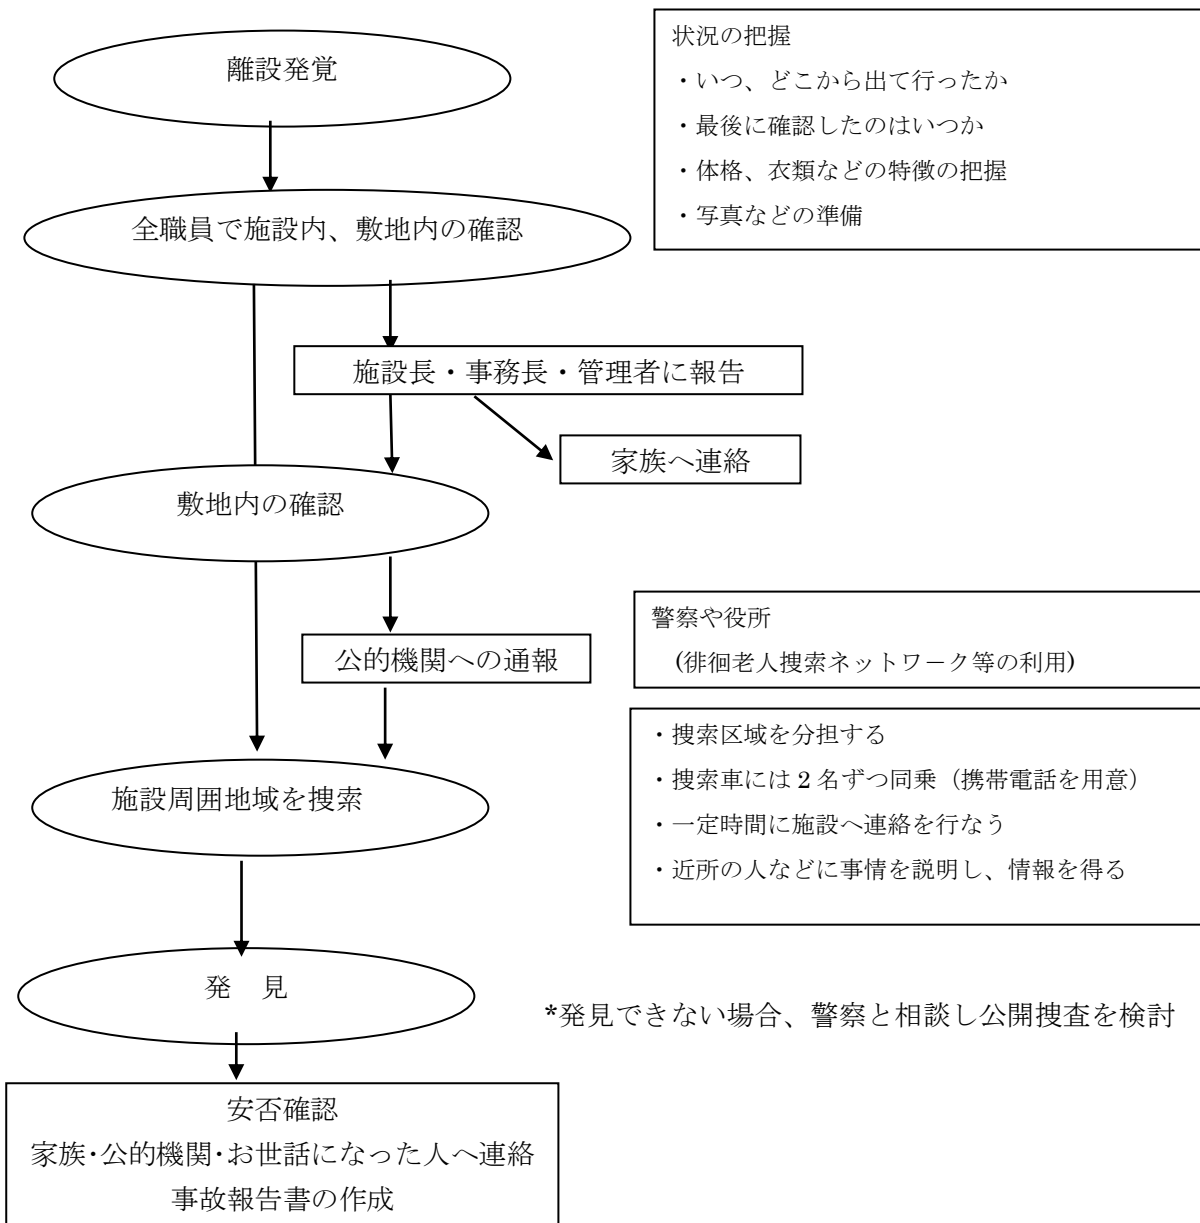 離設発覚
状況の把握
・いつ、どこから出て行ったか
・最後に確認したのはいつか
・体格、衣類などの特徴の把握
・写真などの準備
全職員で施設内、敷地内の確認
施設長・事務長・管理者に報告
家族へ連絡
敷地内の確認
公的機関への通報
警察や役所
(徘徊老人捜索ネットワ－ク等の利用)
施設周囲地域を捜索
・捜索区域を分担する
・捜索車には 2 名ずつ同乗（携帯電話を用意）
・一定時間に施設へ連絡を行なう
・近所の人などに事情を説明し、情報を得る
発　見
*発見できない場合、警察と相談し公開捜査を検討
安否確認
家族･公的機関･お世話になった人へ連絡
事故報告書の作成